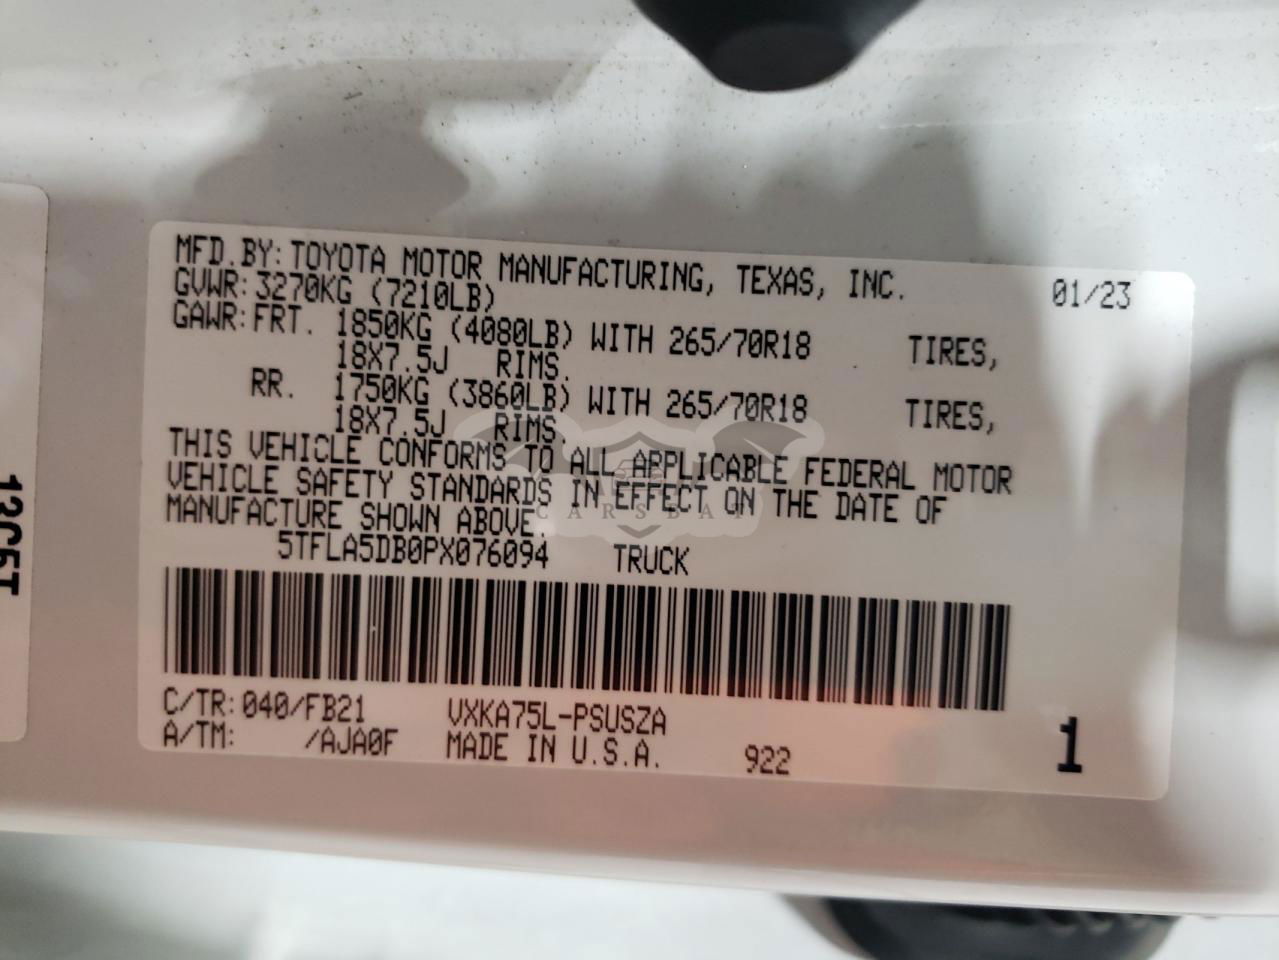 MFD.BY: TOYOTA MOTOR MANUFACTURING, TEXAS, INC. 01/23
GVWR: 3270KG (7210LB)
GAWR: FRT. 1850KG (4080LB) WITH 265/70R18 TIRES,
18X7.5J RIMS.
RR. 1750KG (3860LB) WITH 265/70R18 TIRES,
18X7.5J RIMS.
THIS VEHICLE CONFORMS TO ALL APPLICABLE FEDERAL MOTOR
VEHICLE SAFETY STANDARDS IN EFFECT ON THE DATE OF
MANUFACTURE SHOWN ABOVE.
5TFLA5DB0PX076094 TRUCK
C/TR: 040/FB21 VXKA75L-PSUSZA
A/TM: /AJA0F MADE IN U.S.A. 922 1
CARSBAT